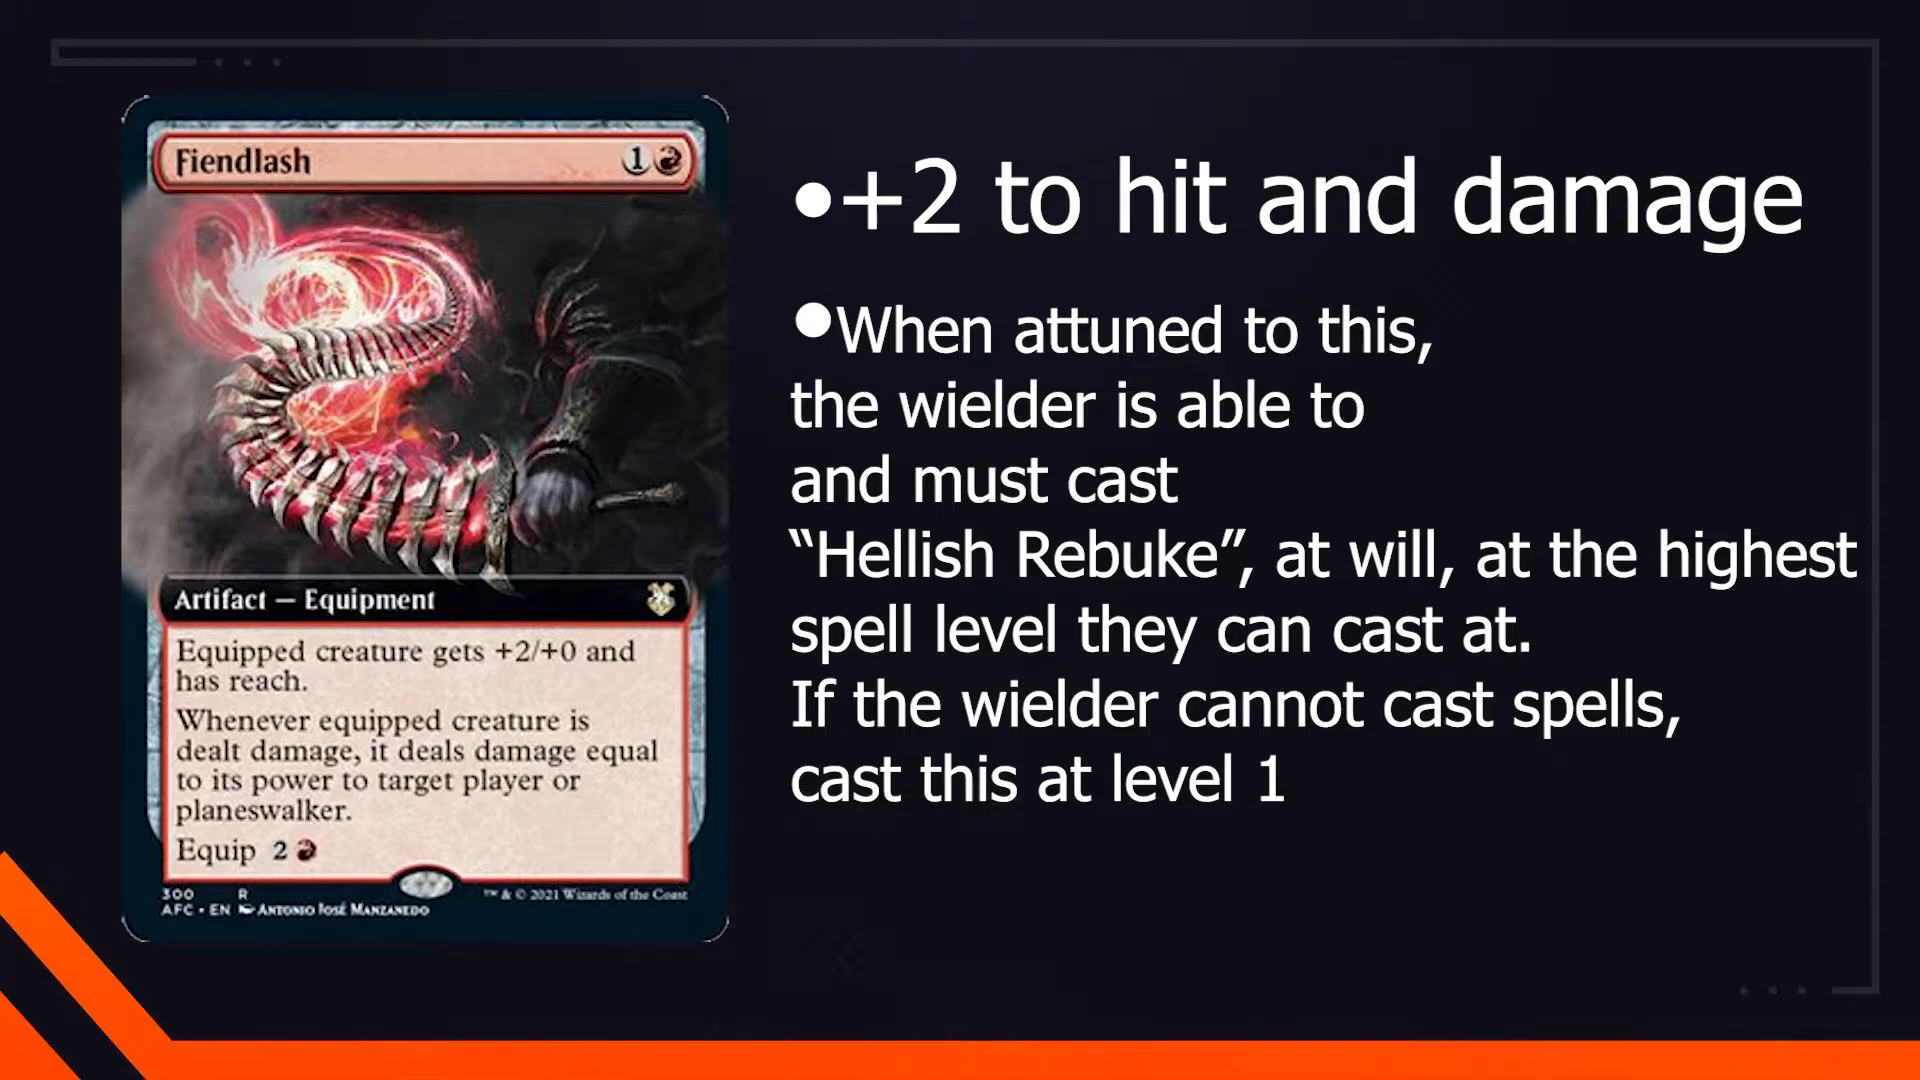 Fiendlash 1
Artifact — Equipment
Equipped creature gets +2/+0 and
has reach.
Whenever equipped creature is
dealt damage, it deals damage equal
to its power to target player or
planeswalker.
Equip 2
300 R
AFC • EN Antonio José Manzanedo
™ & © 2021 Wizards of the Coast
•+2 to hit and damage
•When attuned to this,
the wielder is able to
and must cast
“Hellish Rebuke”, at will, at the highest
spell level they can cast at.
If the wielder cannot cast spells,
cast this at level 1